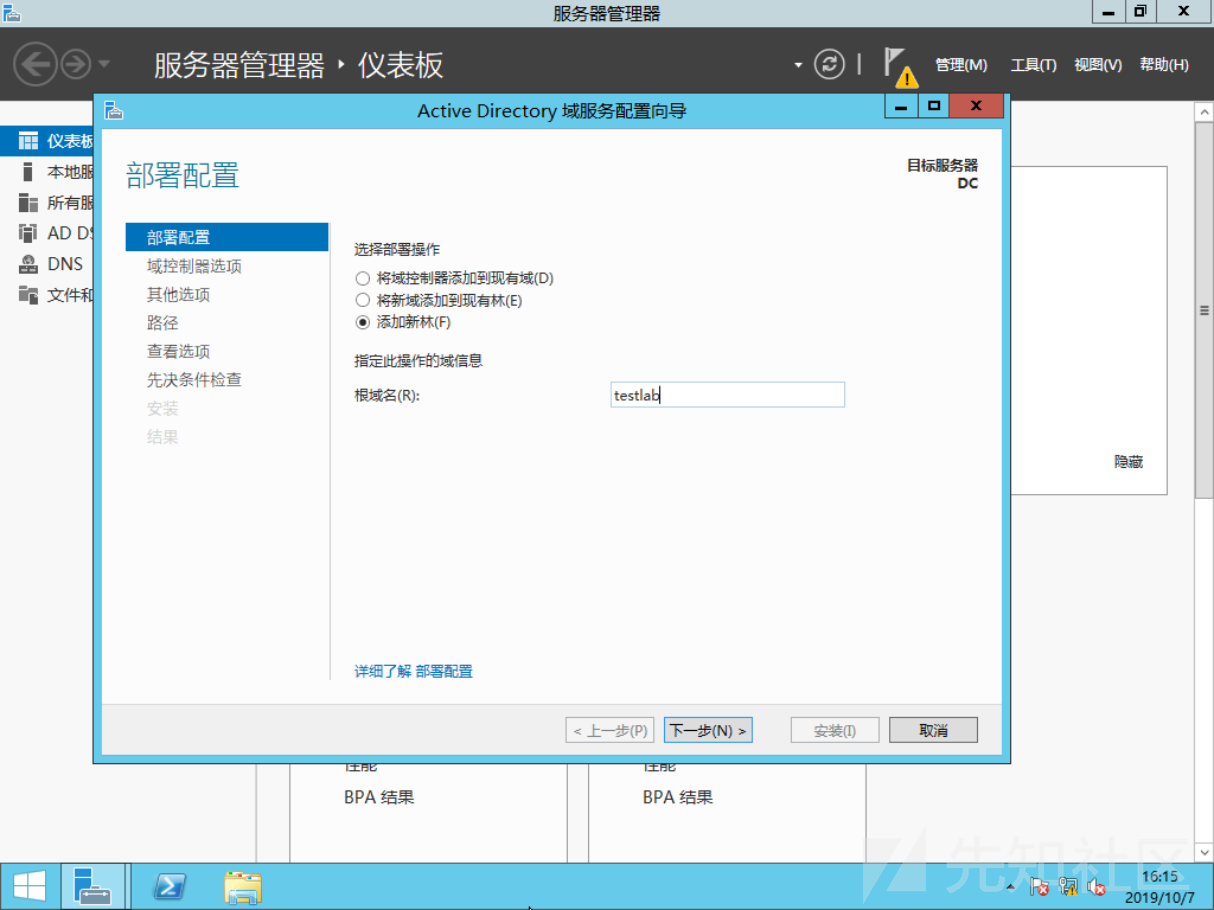 服务器管理器
服务器管理器 ‣ 仪表板
管理(M) 工具(T) 视图(V) 帮助(H)
Active Directory 域服务配置向导
仪表板
本地服
所有服
AD DS
DNS
文件和
部署配置
目标服务器
DC
部署配置
域控制器选项
其他选项
路径
查看选项
先决条件检查
安装
结果
选择部署操作
将域控制器添加到现有域(D)
将新域添加到现有林(E)
添加新林(F)
指定此操作的域信息
根域名(R): testlab
详细了解 部署配置
隐藏
< 上一步(P) 下一步(N) > 安装(I) 取消
性能 性能
BPA 结果 BPA 结果
先知社区
16:15
2019/10/7